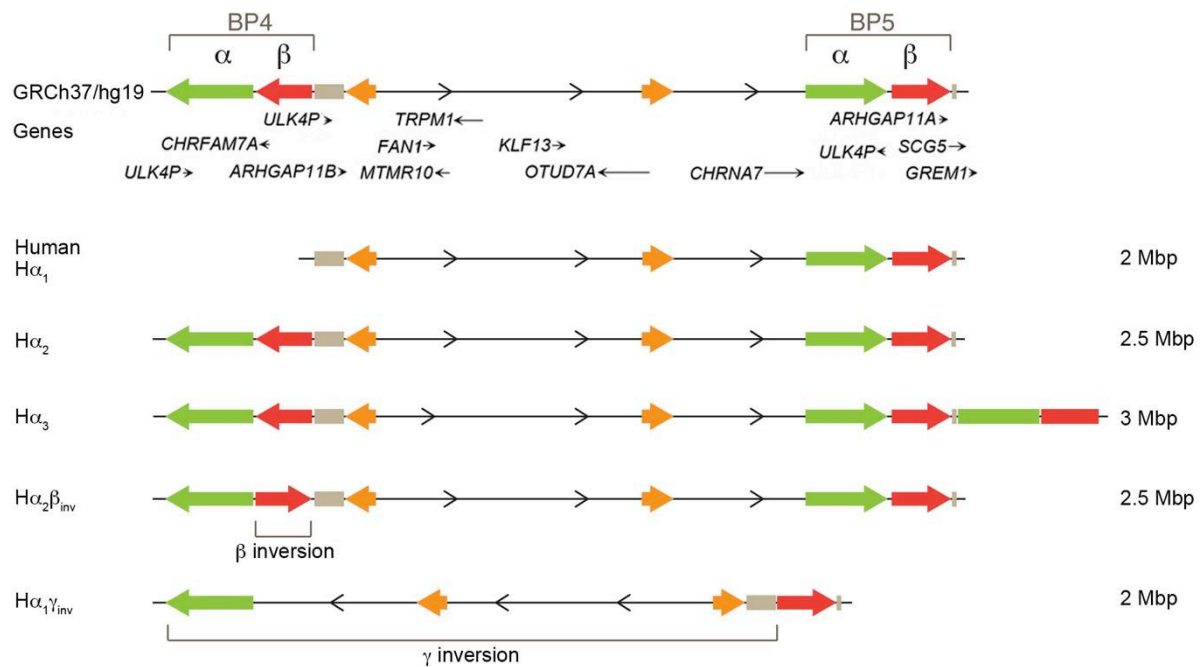 BP4 BP5
α β α β
GRCh37/hg19
Genes
ULK4P TRPM1 ARHGAP11A
CHRFAM7A FAN1 KLF13 ULK4P SCG5
ULK4P ARHGAP11B MTMR10 OTUD7A CHRNA7 GREM1
Human
Hα1 2 Mbp
Hα2 2.5 Mbp
Hα3 3 Mbp
Hα2βinv 2.5 Mbp
β inversion
Hα1γinv 2 Mbp
γ inversion